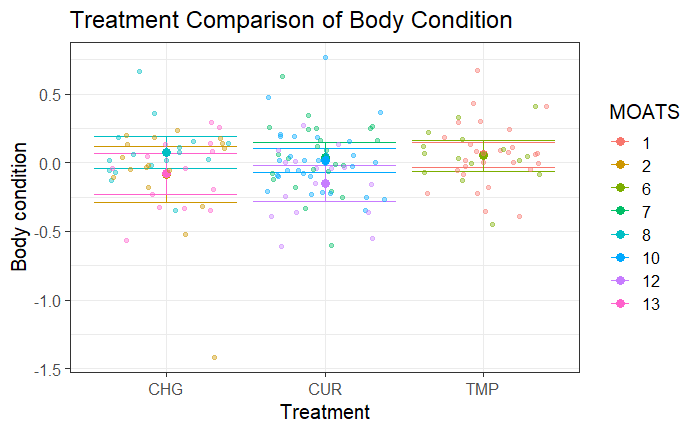 Treatment Comparison of Body Condition
Body condition
0.5
0.0
-0.5
-1.0
-1.5
CHG
CUR
TMP
Treatment
MOATS
1
2
6
7
8
10
12
13